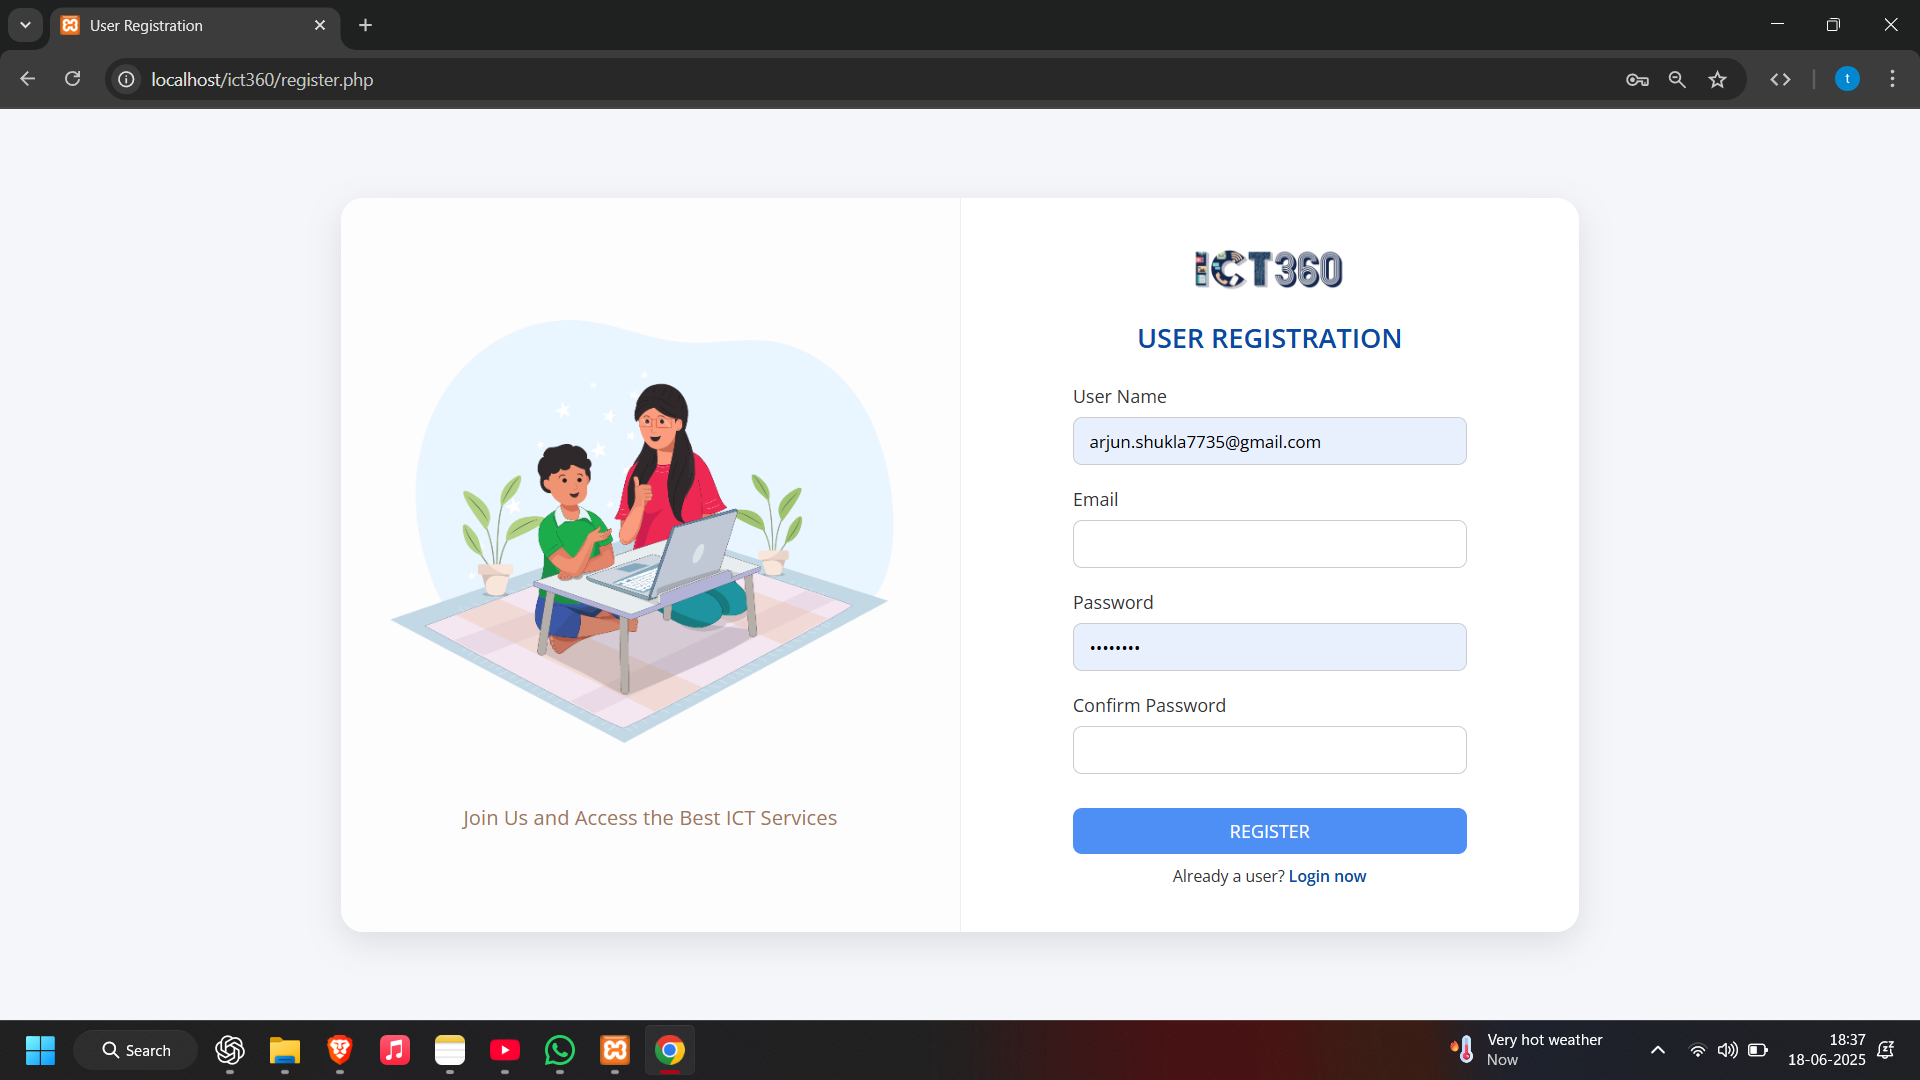 User Registration
localhost/ict360/register.php
t
ICT360
USER REGISTRATION
User Name
arjun.shukla7735@gmail.com
Email
Password
••••••••
Confirm Password
REGISTER
Already a user? Login now
Join Us and Access the Best ICT Services
Search
Very hot weather
Now
18:37
18-06-2025